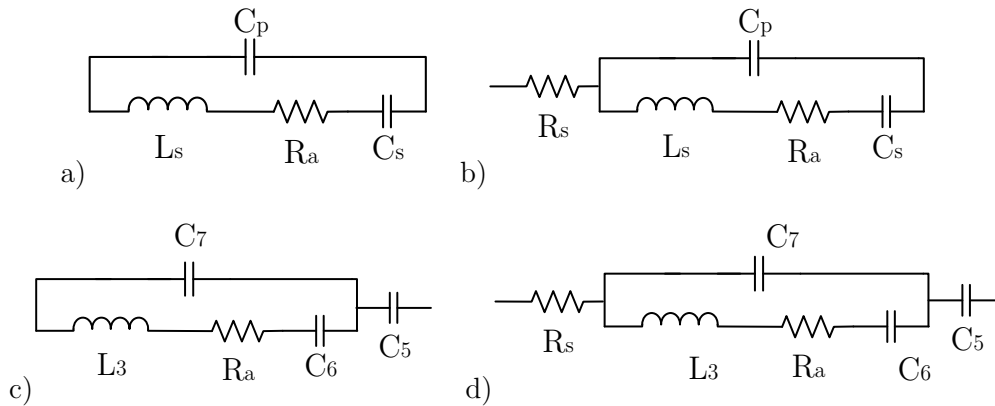 Cp Cp
Rs
Ls Ra Cs Ls Ra Cs
a) b)
C7 C7
L3 Ra C6 C5 Rs L3 Ra C6 C5
c) d)